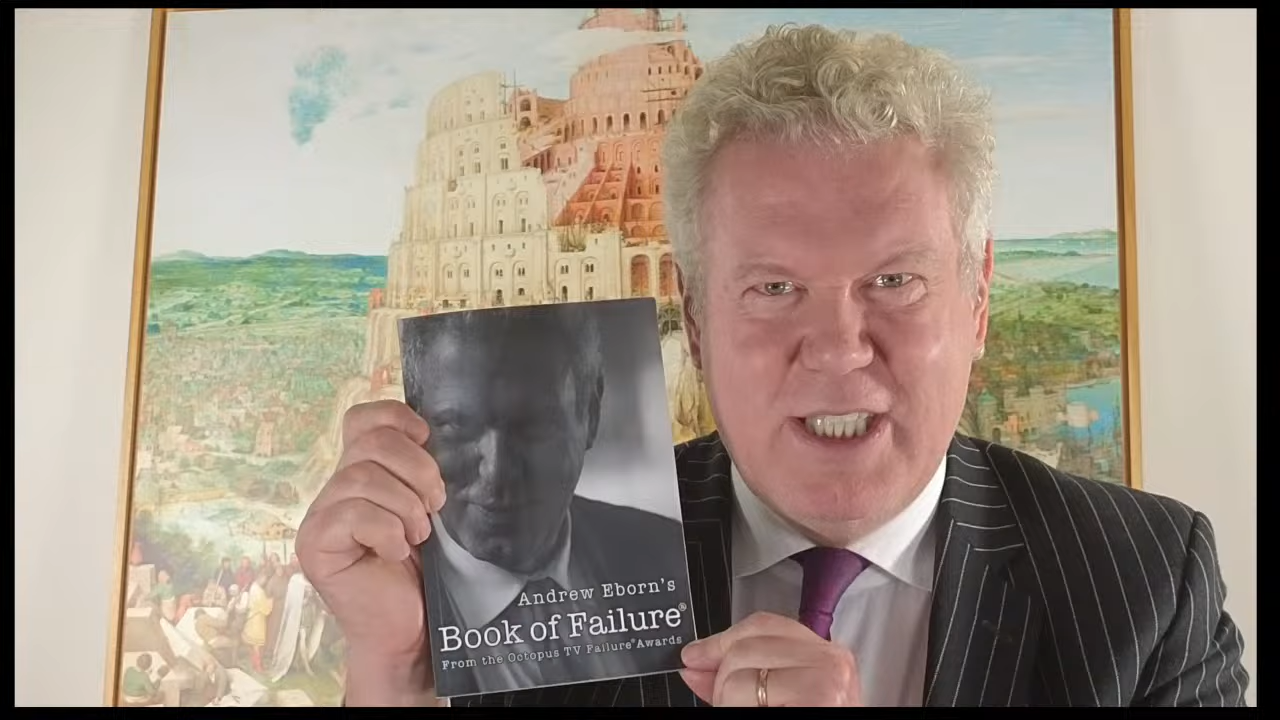 Andrew Eborn's
Book of Failure®
From the Octopus TV Failure® Awards